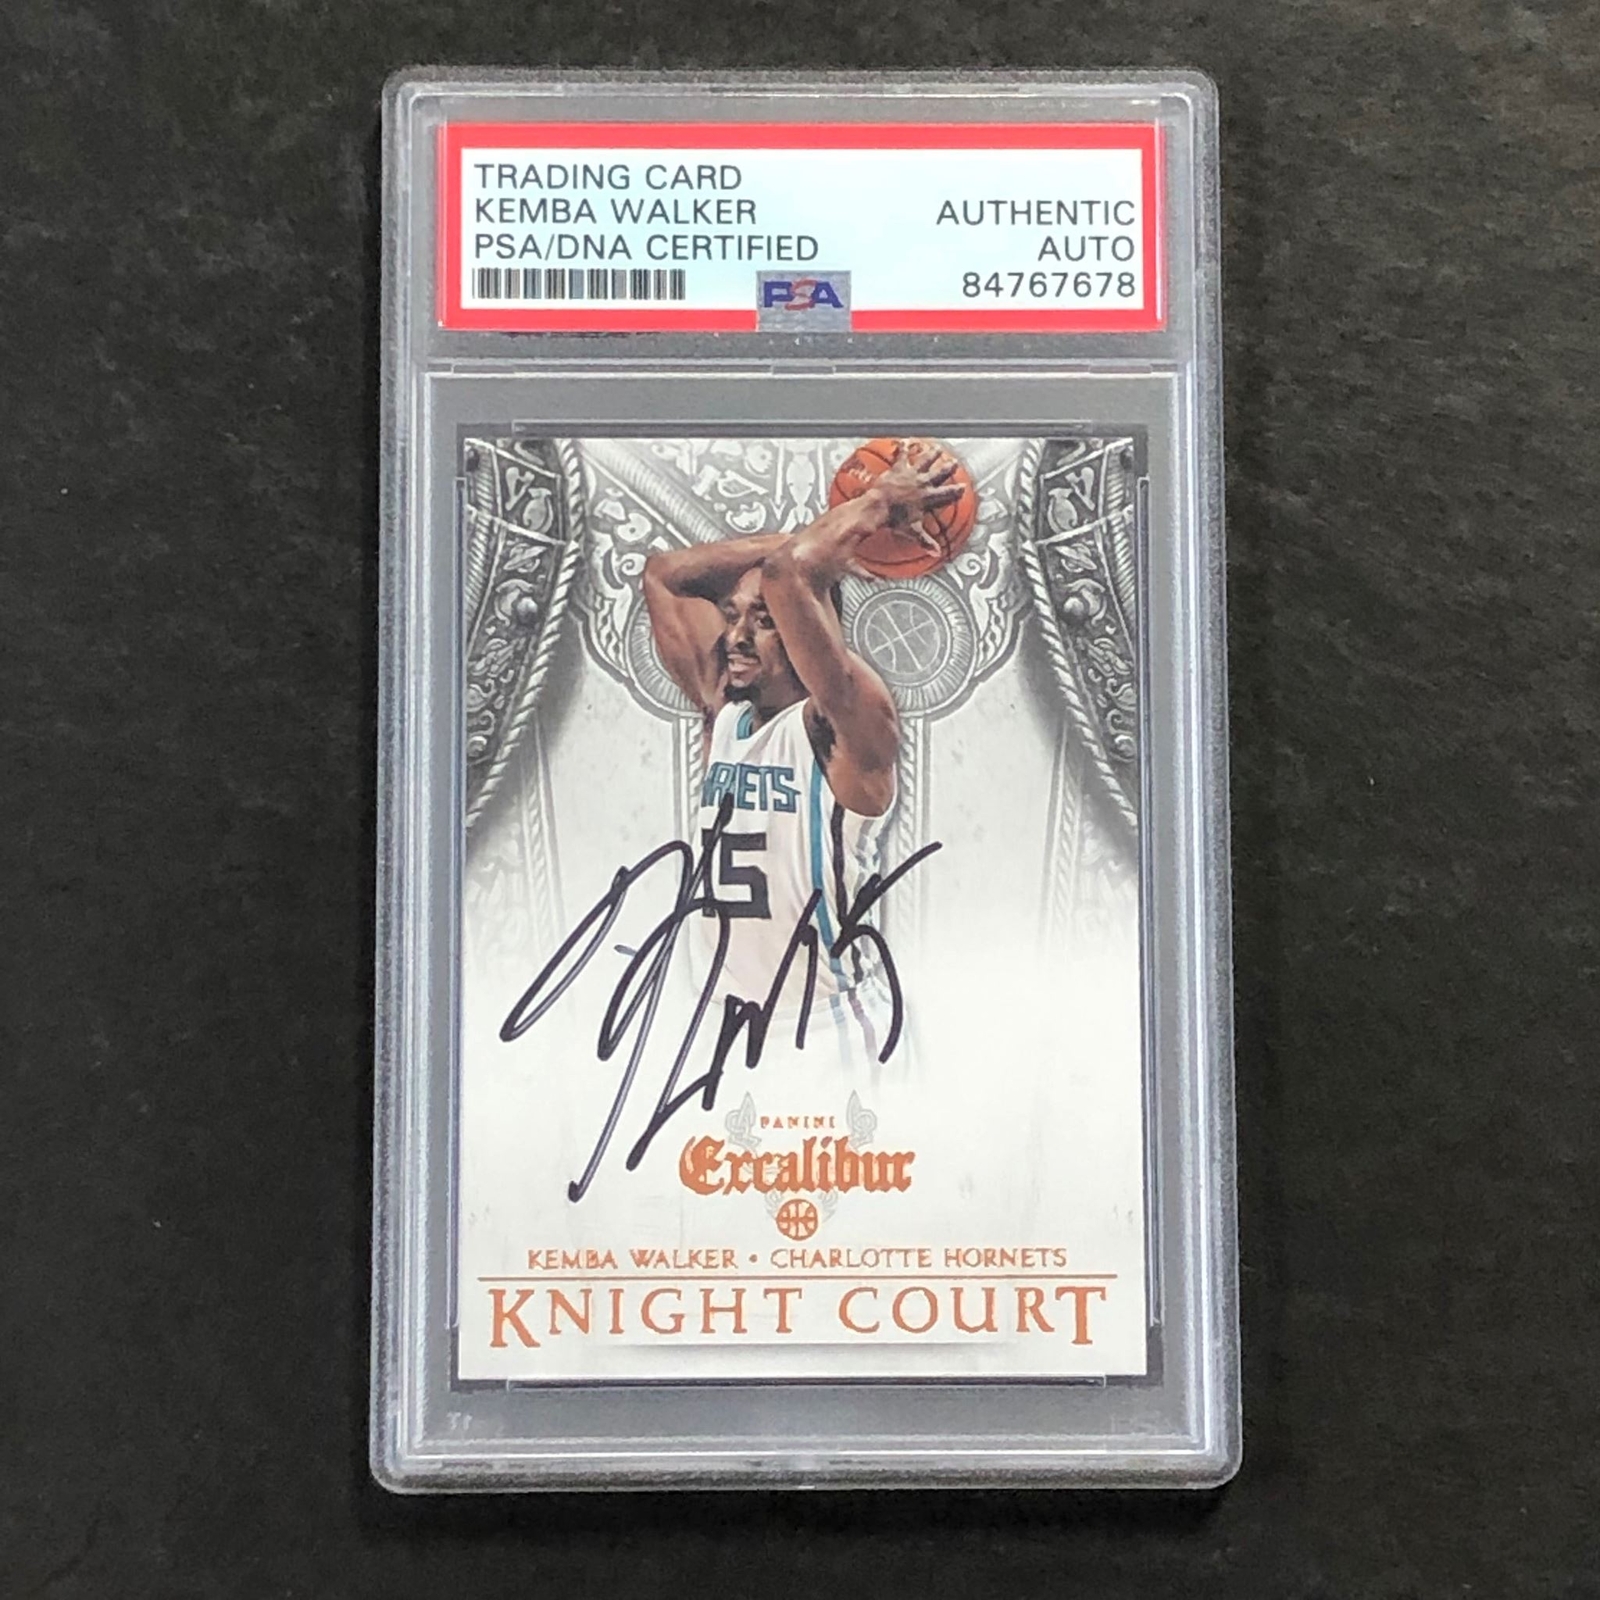 TRADING CARD
KEMBA WALKER
PSA/DNA CERTIFIED
AUTHENTIC
AUTO
84767678
PSA
15
PANINI
Excalibur
KEMBA WALKER • CHARLOTTE HORNETS
KNIGHT COURT